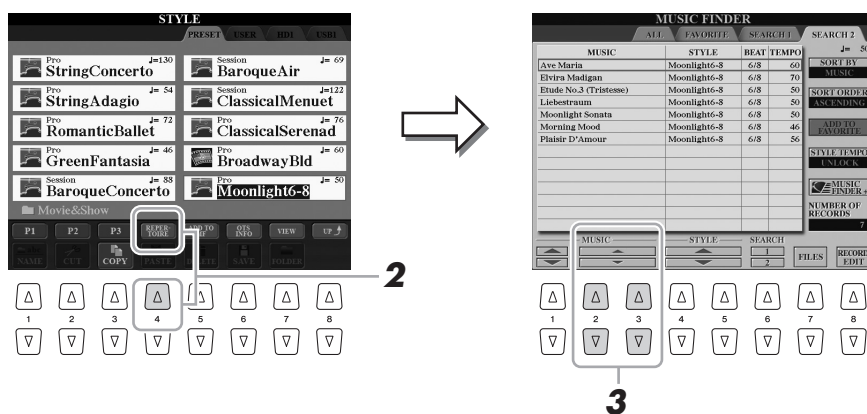 STYLE
PRESET USER HD1 USB1
Pro ♩=130
StringConcerto
Session ♩= 69
BaroqueAir
Pro ♩= 54
StringAdagio
Session ♩=122
ClassicalMenuet
Pro ♩= 72
RomanticBallet
Pro ♩= 76
ClassicalSerenad
Pro ♩= 46
GreenFantasia
Pro ♩= 60
BroadwayBld
Session ♩= 88
BaroqueConcerto
Pro ♩= 50
Moonlight6-8
Movie&Show
P1 P2 P3 REPERTOIRE ADD TO MF OTS INFO VIEW UP
NAME CUT COPY PASTE DELETE SAVE FOLDER
1 2 3 4 5 6 7 8
2
MUSIC FINDER
ALL FAVORITE SEARCH 1 SEARCH 2
MUSIC STYLE BEAT TEMPO
Ave Maria Moonlight6-8 6/8 60
Elvira Madigan Moonlight6-8 6/8 70
Etude No.3 (Tristesse) Moonlight6-8 6/8 50
Liebestraum Moonlight6-8 6/8 50
Moonlight Sonata Moonlight6-8 6/8 50
Morning Mood Moonlight6-8 6/8 46
Plaisir D'Amour Moonlight6-8 6/8 56
♩= 50
SORT BY
MUSIC
SORT ORDER
ASCENDING
ADD TO
FAVORITE
STYLE TEMPO
UNLOCK
MUSIC
FINDER +
NUMBER OF
RECORDS
7
MUSIC STYLE SEARCH
1
2
FILES
RECORD
EDIT
1 2 3 4 5 6 7 8
3